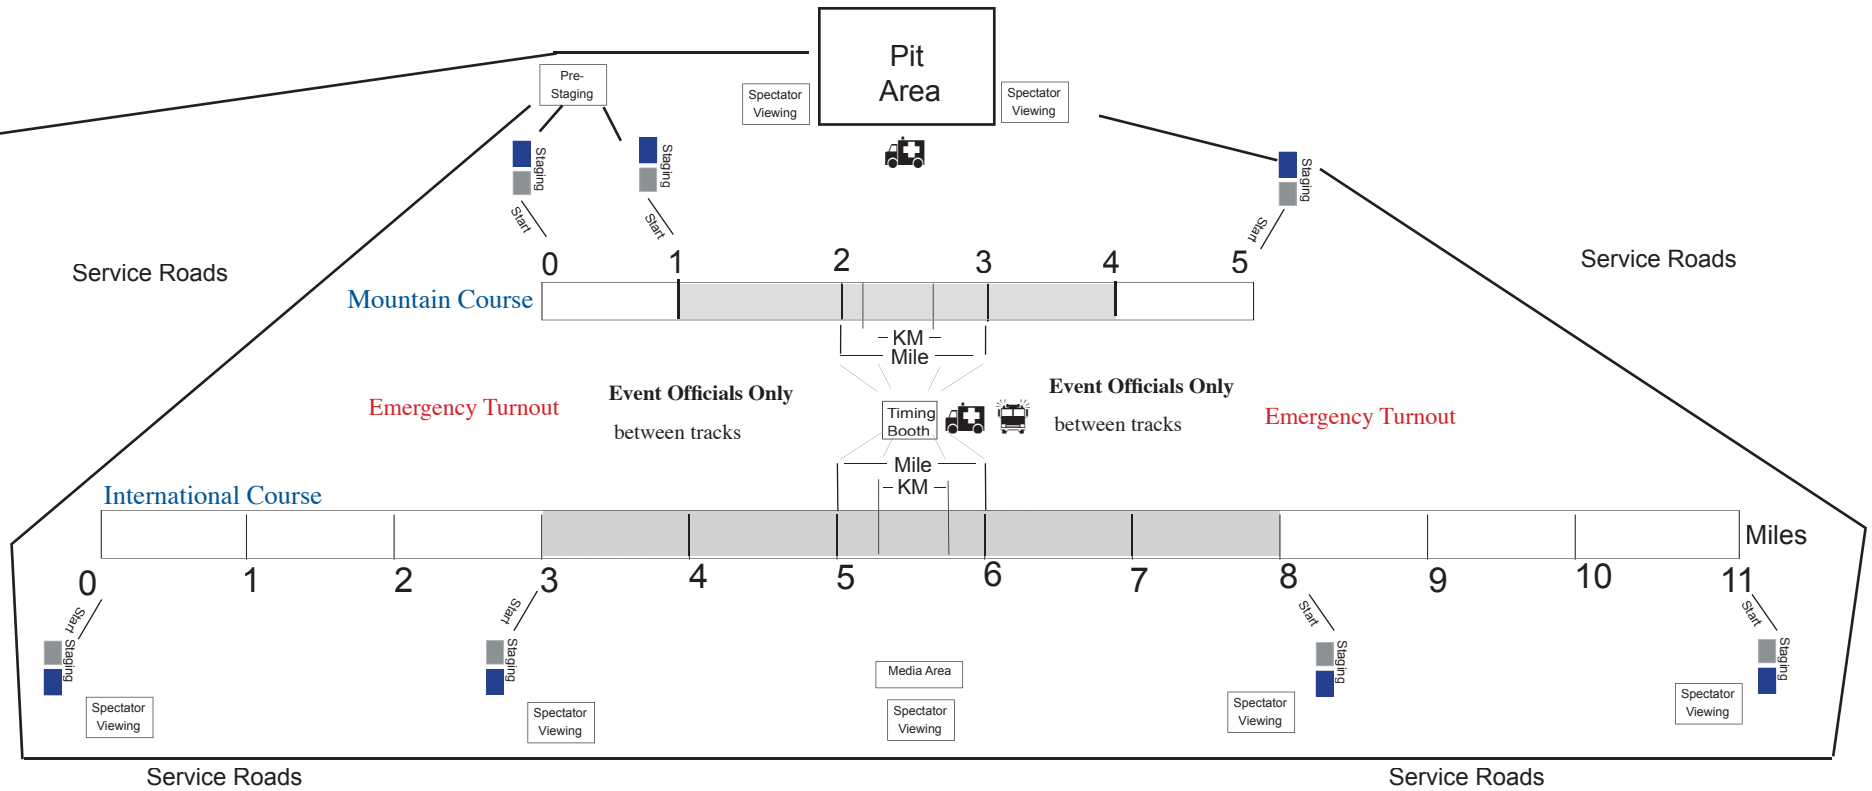 Pit
Area
Pre-
Staging
Spectator
Viewing
Spectator
Viewing
Staging
Staging
Staging
Start
Start
Start
Service Roads
Service Roads
0 1 2 3 4 5
Mountain Course
KM
Mile
Emergency Turnout
Event Officials Only
between tracks
Timing
Booth
Event Officials Only
between tracks
Emergency Turnout
Mile
KM
International Course
Miles
0 1 2 3 4 5 6 7 8 9 10 11
Start
Start
Start
Start
Staging
Staging
Staging
Staging
Media Area
Spectator
Viewing
Spectator
Viewing
Spectator
Viewing
Spectator
Viewing
Spectator
Viewing
Service Roads
Service Roads